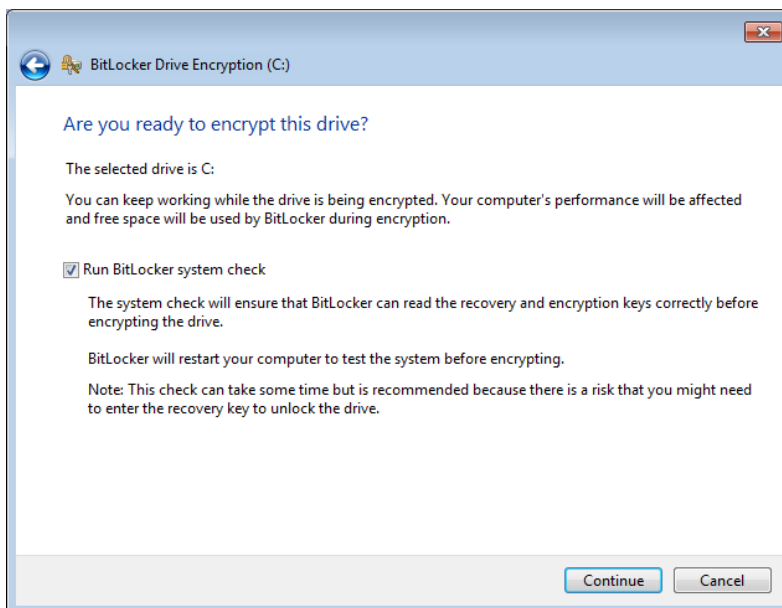 BitLocker Drive Encryption (C:)
Are you ready to encrypt this drive?
The selected drive is C:
You can keep working while the drive is being encrypted. Your computer's performance will be affected
and free space will be used by BitLocker during encryption.
Run BitLocker system check
The system check will ensure that BitLocker can read the recovery and encryption keys correctly before
encrypting the drive.
BitLocker will restart your computer to test the system before encrypting.
Note: This check can take some time but is recommended because there is a risk that you might need
to enter the recovery key to unlock the drive.
Continue
Cancel